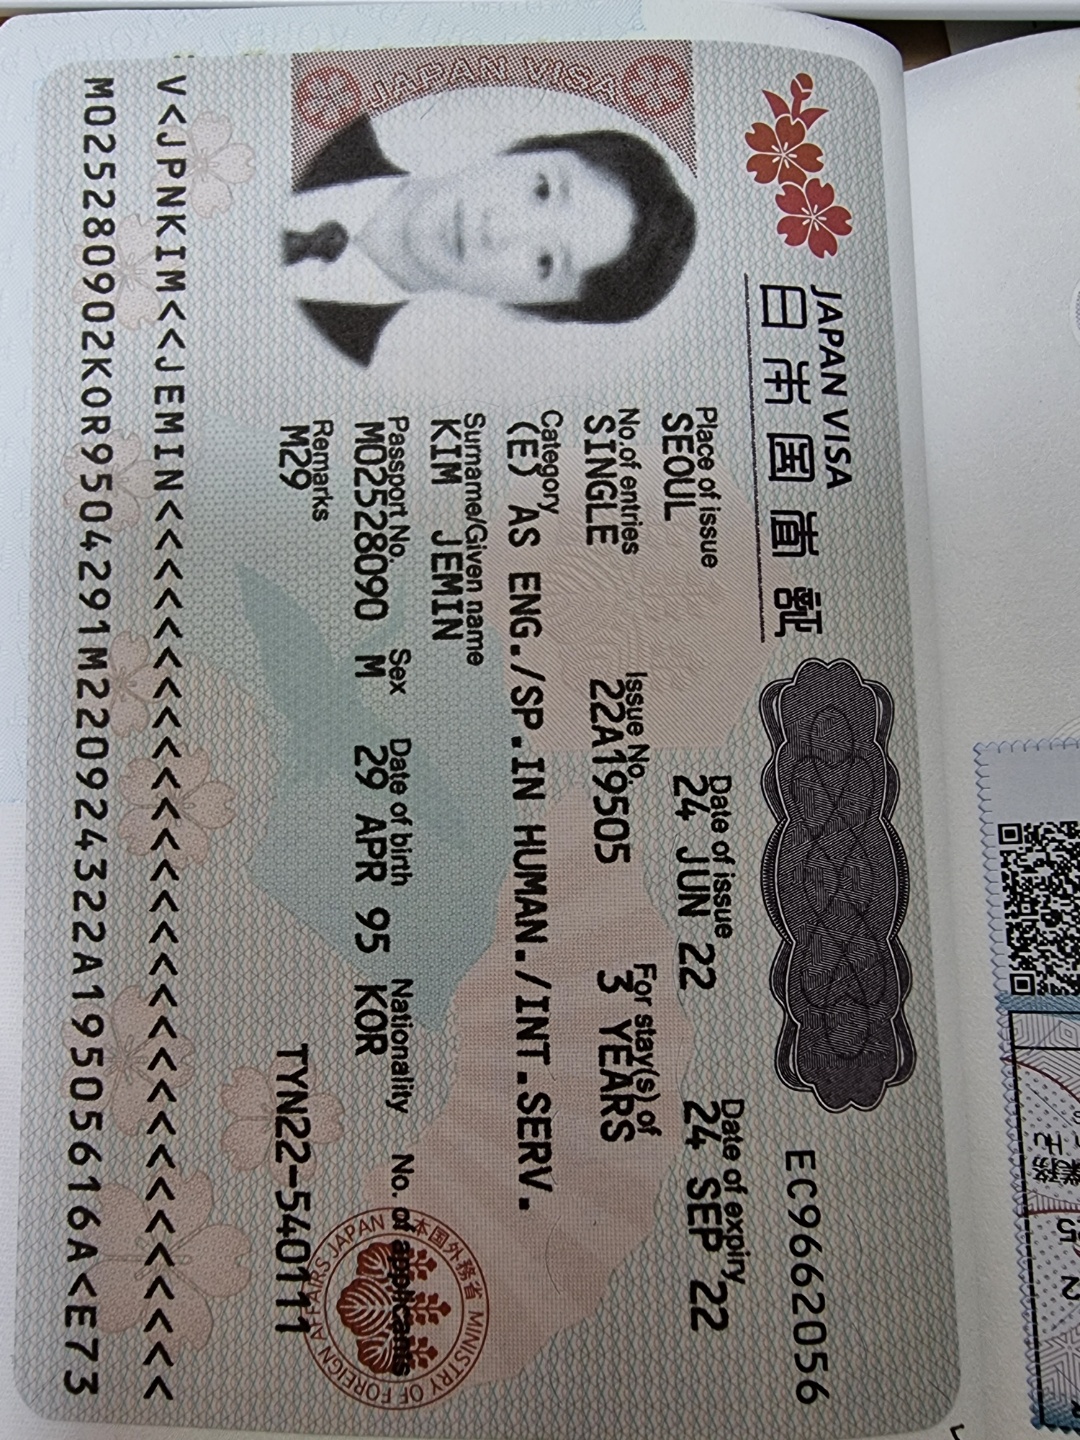 JAPAN VISA
日本国査証
EC9662056
Place of issue
SEOUL
Date of issue
24 JUN 22
Date of expiry
24 SEP 22
No.of entries
SINGLE
Issue No.
22A19505
For stay(s) of
3 YEARS
Category
(E) AS ENG./SP.IN HUMAN./INT.SERV.
Surname/Given name
KIM JEMIN
Passport No.
M02528090
Sex
M
Date of birth
29 APR 95
Nationality
KOR
No. of applicants
Remarks
M29
TYN22-540111
JAPAN VISA
日本国外務省 MINISTRY OF FOREIGN AFFAIRS JAPAN
V<JPNKIM<<JEMIN<<<<<<<<<<<<<<<<<<<<<
M025280902KOR9504291M220924322A19505616A<E73
業務